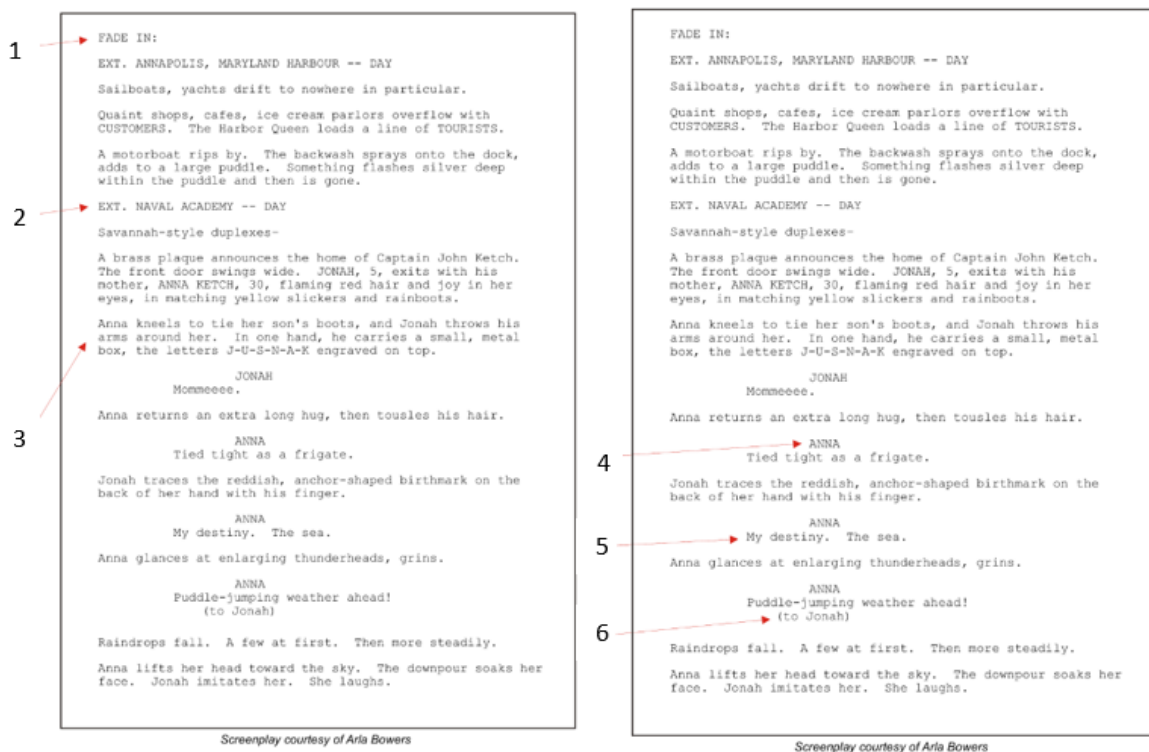 1
FADE IN:
EXT. ANNAPOLIS, MARYLAND HARBOUR -- DAY
Sailboats, yachts drift to nowhere in particular.
Quaint shops, cafes, ice cream parlors overflow with
CUSTOMERS.  The Harbor Queen loads a line of TOURISTS.
A motorboat rips by.  The backwash sprays onto the dock,
adds to a large puddle.  Something flashes silver deep
within the puddle and then is gone.
2
EXT. NAVAL ACADEMY -- DAY
Savannah-style duplexes-
A brass plaque announces the home of Captain John Ketch.
The front door swings wide.  JONAH, 5, exits with his
mother, ANNA KETCH, 30, flaming red hair and joy in her
eyes, in matching yellow slickers and rainboots.
Anna kneels to tie her son's boots, and Jonah throws his
arms around her.  In one hand, he carries a small, metal
box, the letters J-U-S-N-A-K engraved on top.
3
JONAH
Mommeeee.
Anna returns an extra long hug, then tousles his hair.
ANNA
Tied tight as a frigate.
Jonah traces the reddish, anchor-shaped birthmark on the
back of her hand with his finger.
ANNA
My destiny.  The sea.
Anna glances at enlarging thunderheads, grins.
ANNA
Puddle-jumping weather ahead!
(to Jonah)
Raindrops fall.  A few at first.  Then more steadily.
Anna lifts her head toward the sky.  The downpour soaks her
face.  Jonah imitates her.  She laughs.
Screenplay courtesy of Arla Bowers
FADE IN:
EXT. ANNAPOLIS, MARYLAND HARBOUR -- DAY
Sailboats, yachts drift to nowhere in particular.
Quaint shops, cafes, ice cream parlors overflow with
CUSTOMERS.  The Harbor Queen loads a line of TOURISTS.
A motorboat rips by.  The backwash sprays onto the dock,
adds to a large puddle.  Something flashes silver deep
within the puddle and then is gone.
EXT. NAVAL ACADEMY -- DAY
Savannah-style duplexes-
A brass plaque announces the home of Captain John Ketch.
The front door swings wide.  JONAH, 5, exits with his
mother, ANNA KETCH, 30, flaming red hair and joy in her
eyes, in matching yellow slickers and rainboots.
Anna kneels to tie her son's boots, and Jonah throws his
arms around her.  In one hand, he carries a small, metal
box, the letters J-U-S-N-A-K engraved on top.
JONAH
Mommeeee.
Anna returns an extra long hug, then tousles his hair.
4
ANNA
Tied tight as a frigate.
Jonah traces the reddish, anchor-shaped birthmark on the
back of her hand with his finger.
ANNA
5
My destiny.  The sea.
Anna glances at enlarging thunderheads, grins.
ANNA
Puddle-jumping weather ahead!
6
(to Jonah)
Raindrops fall.  A few at first.  Then more steadily.
Anna lifts her head toward the sky.  The downpour soaks her
face.  Jonah imitates her.  She laughs.
Screenplay courtesy of Arla Bowers